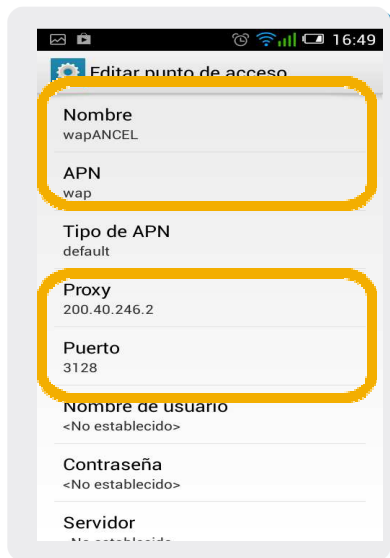 16:49
Editar punto de acceso
Nombre
wapANCEL
APN
wap
Tipo de APN
default
Proxy
200.40.246.2
Puerto
3128
Nombre de usuario
<No establecido>
Contraseña
<No establecido>
Servidor